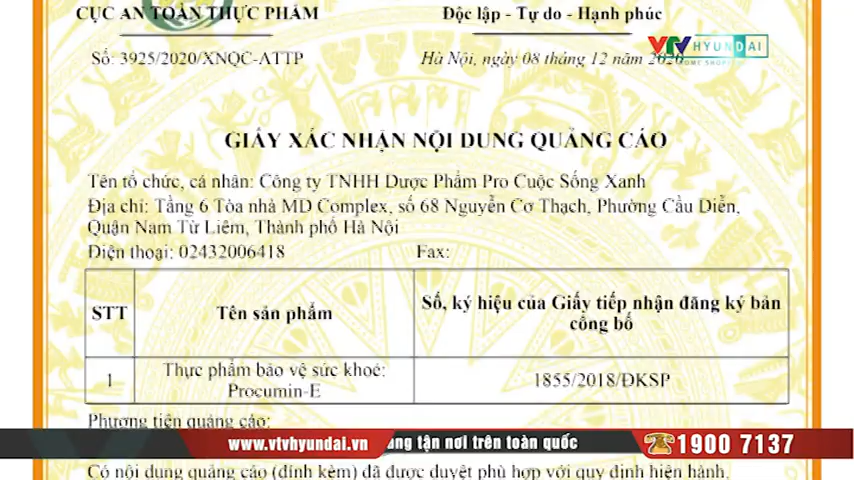 CỤC AN TOÀN THỰC PHẨM
Độc lập - Tự do - Hạnh phúc
VTV HYUNDAI
HOME SHOPPING
Số: 3925/2020/XNQC-ATTP
Hà Nội, ngày 08 tháng 12 năm 2020
GIẤY XÁC NHẬN NỘI DUNG QUẢNG CÁO
Tên tổ chức, cá nhân: Công ty TNHH Dược Phẩm Pro Cuộc Sống Xanh
Địa chỉ: Tầng 6 Tòa nhà MD Complex, số 68 Nguyễn Cơ Thạch, Phường Cầu Diễn,
Quận Nam Từ Liêm, Thành phố Hà Nội
Điện thoại: 02432006418 Fax:
STT
Tên sản phẩm
Số, ký hiệu của Giấy tiếp nhận đăng ký bản
công bố
1
Thực phẩm bảo vệ sức khoẻ:
Procumin-E
1855/2018/ĐKSP
Phương tiện quảng cáo:
www.vtvhyundai.vn
tận nơi trên toàn quốc
1900 7137
Có nội dung quảng cáo (đính kèm) đã được duyệt phù hợp với quy định hiện hành.